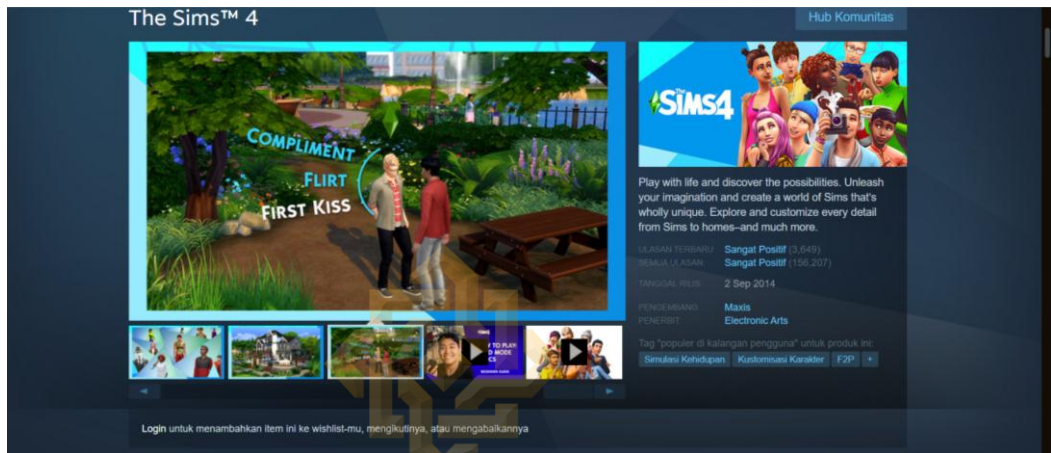 The Sims™ 4
Hub Komunitas
COMPLIMENT
FLIRT
FIRST KISS
THE SIMS4
Play with life and discover the possibilities. Unleash
your imagination and create a world of Sims that's
wholly unique. Explore and customize every detail
from Sims to homes–and much more.
ULASAN TERBARU Sangat Positif (3,649)
SEMUA ULASAN Sangat Positif (156,207)
TANGGAL RILIS 2 Sep 2014
PENGEMBANG Maxis
PENERBIT Electronic Arts
Tag "populer di kalangan pengguna" untuk produk ini:
Simulasi Kehidupan Kustomisasi Karakter F2P +
TO PLAY
MODE
Login untuk menambahkan item ini ke wishlist-mu, mengikutinya, atau mengabaikannya